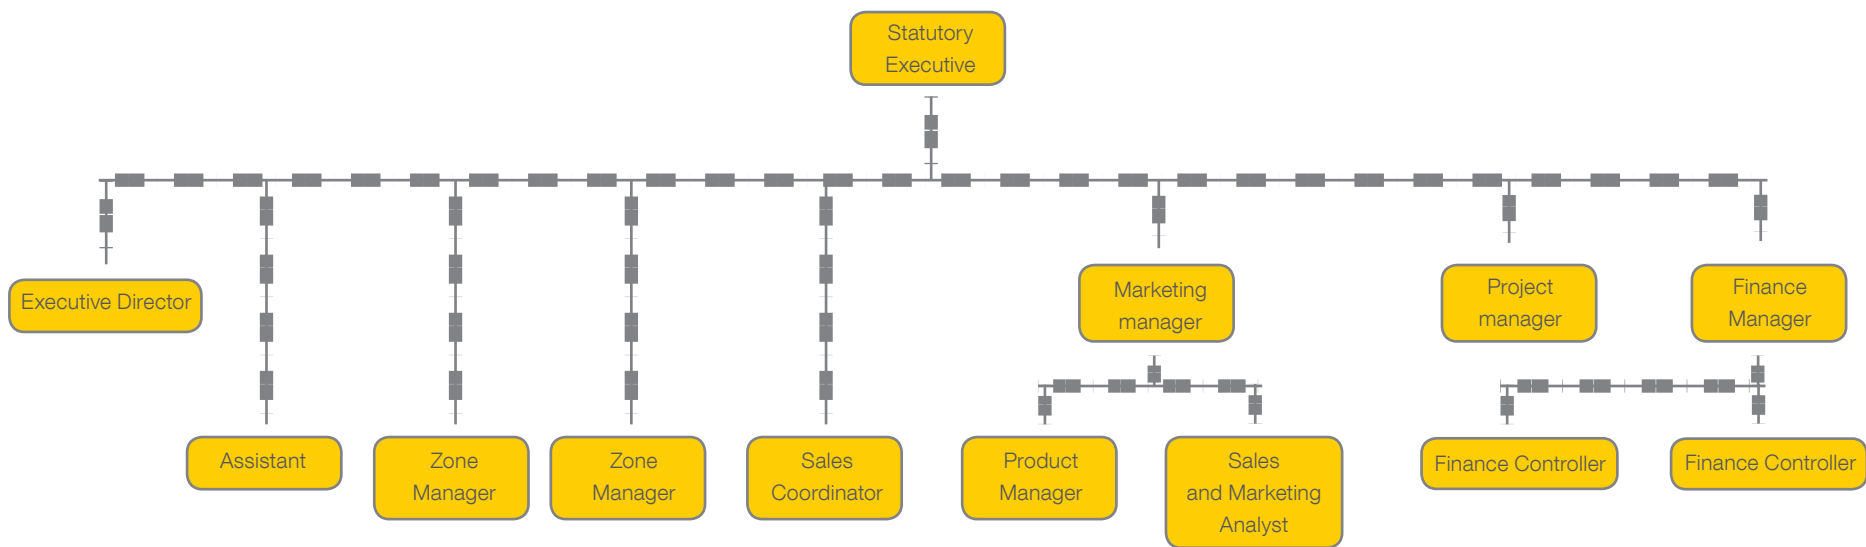 Statutory
Executive
Executive Director
Marketing
manager
Project
manager
Finance
Manager
Assistant
Zone
Manager
Zone
Manager
Sales
Coordinator
Product
Manager
Sales
and Marketing
Analyst
Finance Controller
Finance Controller